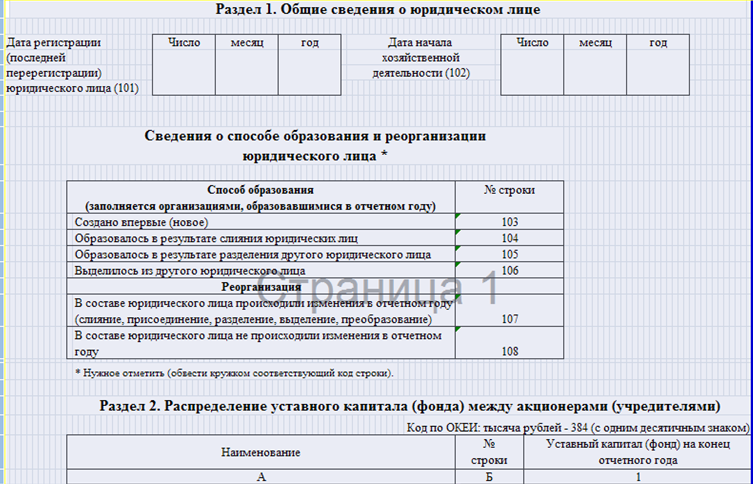 Раздел 1. Общие сведения о юридическом лице
Дата регистрации
(последней
перерегистрации)
юридического лица (101)
Число месяц год
Дата начала
хозяйственной
деятельности (102)
Число месяц год
Сведения о способе образования и реорганизации
юридического лица *
Способ образования
(заполняется организациями, образовавшимися в отчетном году)
№ строки
Создано впервые (новое) 103
Образовалось в результате слияния юридических лиц 104
Образовалось в результате разделения другого юридического лица 105
Выделилось из другого юридического лица 106
Реорганизация
Страница 1
В составе юридического лица происходили изменения в отчетном году
(слияние, присоединение, разделение, выделение, преобразование) 107
В составе юридического лица не происходили изменения в отчетном
году 108
* Нужное отметить (обвести кружком соответствующий код строки).
Раздел 2. Распределение уставного капитала (фонда) между акционерами (учредителями)
Код по ОКЕИ: тысяча рублей - 384 (с одним десятичным знаком)
Наименование
№
строки
Уставный капитал (фонд) на конец
отчетного года
А Б 1